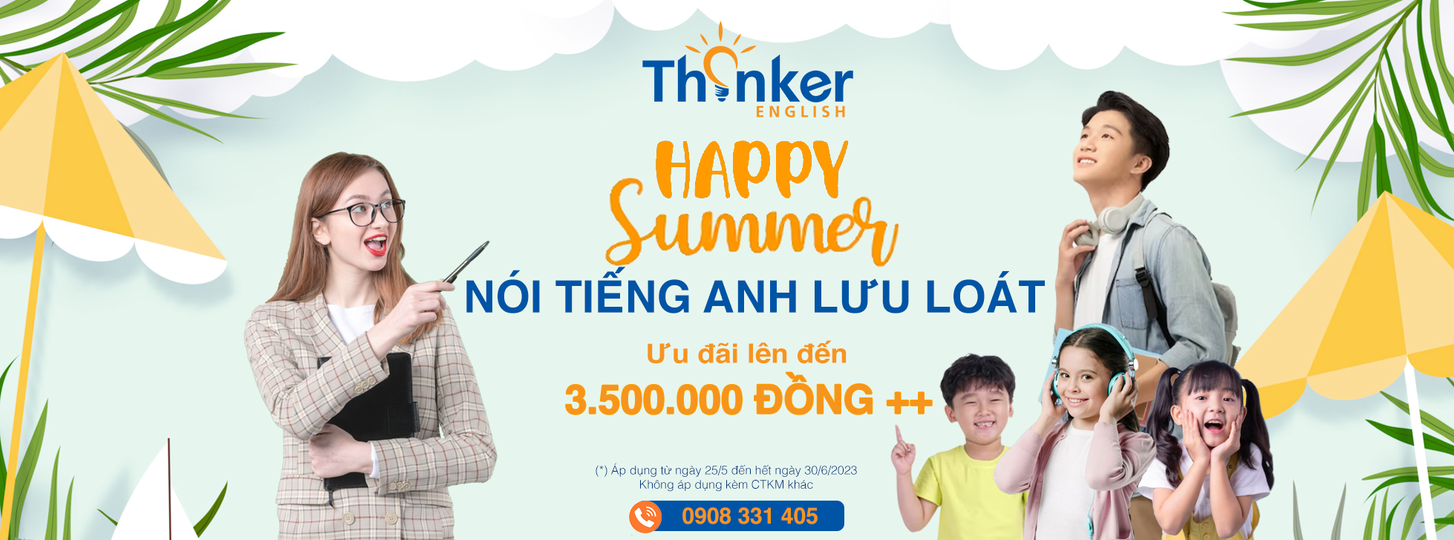 Thinker
ENGLISH
HAPPY
Summer
NÓI TIẾNG ANH LƯU LOÁT
Ưu đãi lên đến
3.500.000 ĐỒNG ++
(*) Áp dụng từ ngày 25/5 đến hết ngày 30/6/2023
Không áp dụng kèm CTKM khác
0908 331 405